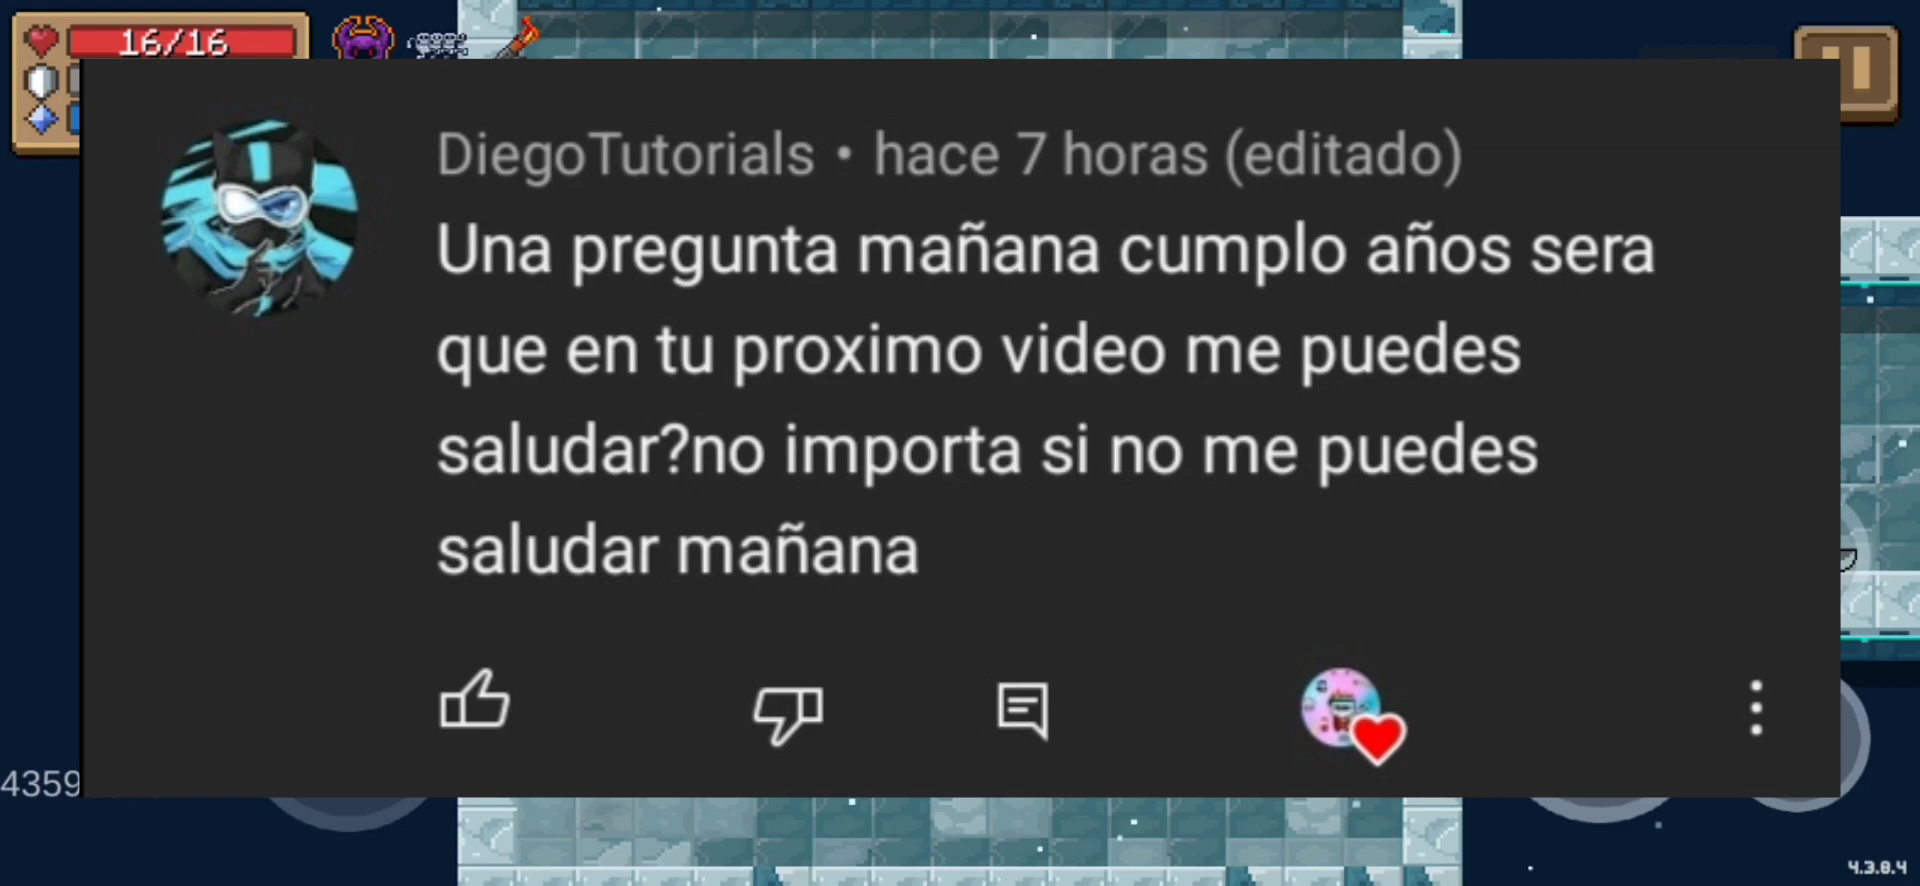 16/16
DiegoTutorials • hace 7 horas (editado)
Una pregunta mañana cumplo años sera
que en tu proximo video me puedes
saludar?no importa si no me puedes
saludar mañana
4359
4.3.8.4